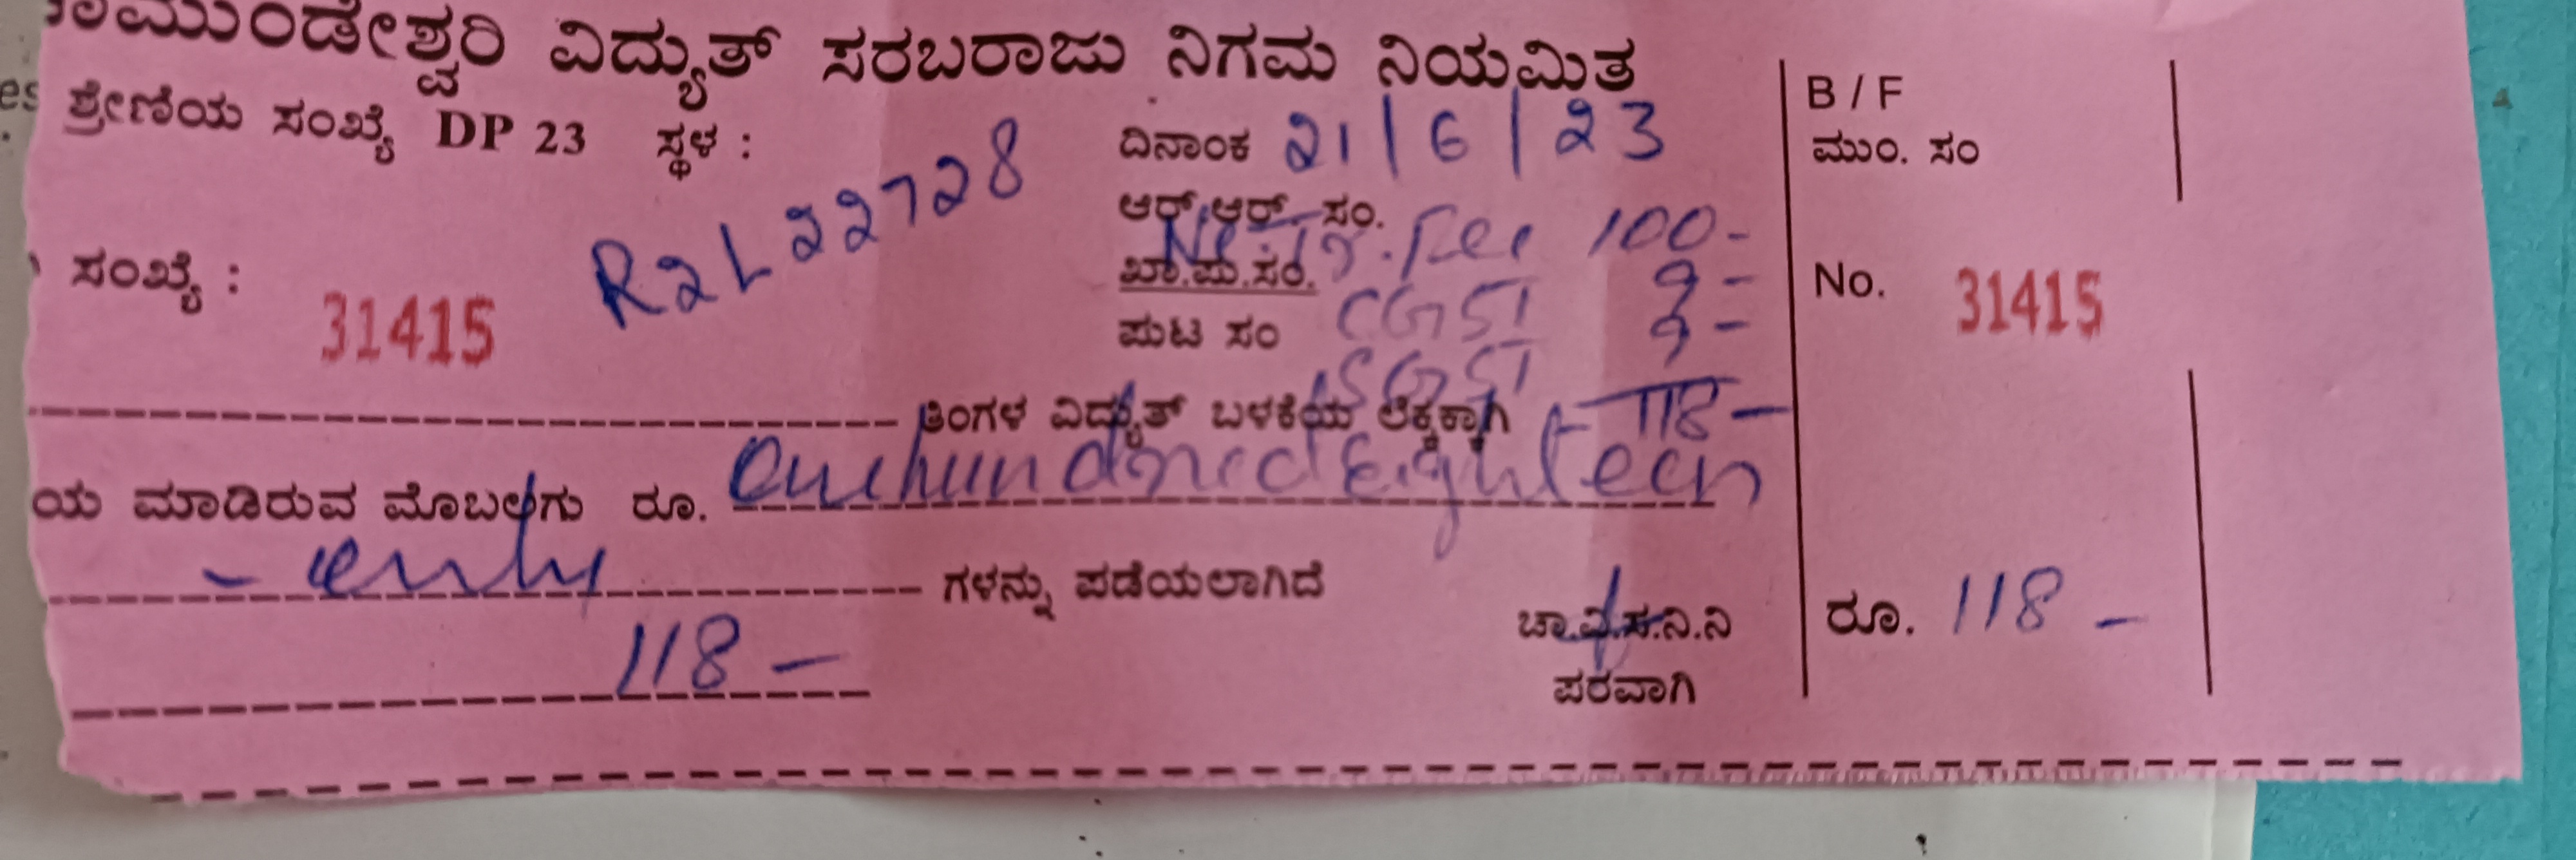 ಚಾಮುಂಡೇಶ್ವರಿ ವಿದ್ಯುತ್ ಸರಬರಾಜು ನಿಗಮ ನಿಯಮಿತ
ಶ್ರೇಣಿಯ ಸಂಖ್ಯೆ DP 23 ಸ್ಥಳ :
ದಿನಾಂಕ 21/6/23
ಆರ್.ಆರ್. ಸಂ.
R2L22728
Fee 100-
ಸಂಖ್ಯೆ :
31415
ಖಾ.ಪು.ಸಂ.
CGST 9-
ಪುಟ ಸಂ
SGST 9-
118-
ತಿಂಗಳ ವಿದ್ಯುತ್ ಬಳಕೆಯ ಲೆಕ್ಕಕ್ಕಾಗಿ
ಯ ಮಾಡಿರುವ ಮೊಬಲಗು ರೂ. One hundred Eighteen
- only ಗಳನ್ನು ಪಡೆಯಲಾಗಿದೆ
118-
ಚಾ.ವಿ.ಸ.ನಿ.ನಿ
ಪರವಾಗಿ
B / F
ಮುಂ. ಸಂ
No. 31415
ರೂ. 118-